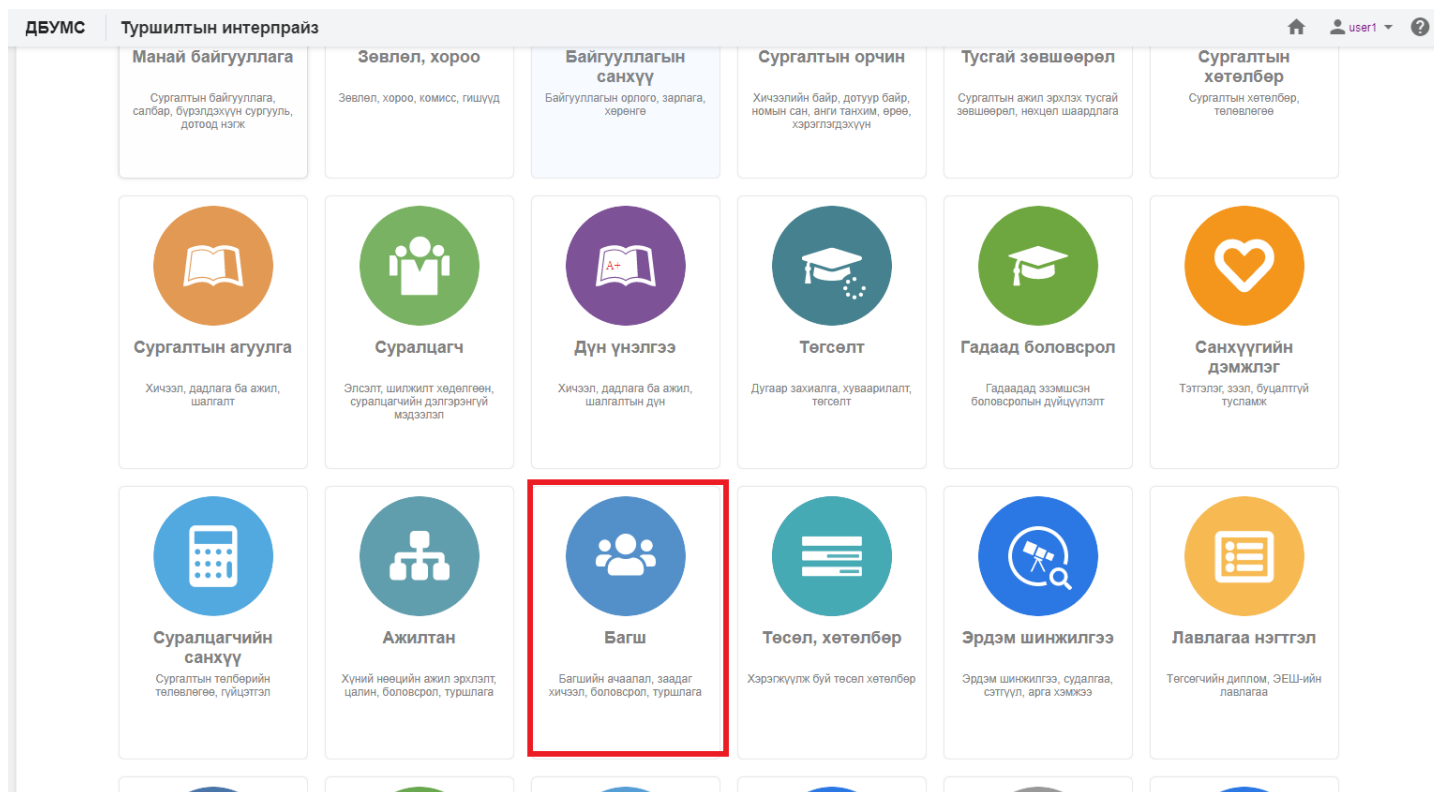 ДБУМС
Туршилтын интерпрайз
user1
Манай байгууллага
Сургалтын байгууллага,
салбар, бүрэлдэхүүн сургууль,
дотоод нэгж
Зөвлөл, хороо
Зөвлөл, хороо, комисс, гишүүд
Байгууллагын
санхүү
Байгууллагын орлого, зарлага,
хөрөнгө
Сургалтын орчин
Хичээлийн байр, дотуур байр,
номын сан, анги танхим, өрөө,
хэрэглэгдэхүүн
Тусгай зөвшөөрөл
Сургалтын ажил эрхлэх тусгай
зөвшөөрөл, нөхцөл шаардлага
Сургалтын
хөтөлбөр
Сургалтын хөтөлбөр,
төлөвлөгөө
Сургалтын агуулга
Хичээл, дадлага ба ажил,
шалгалт
Суралцагч
Элсэлт, шилжилт хөдөлгөөн,
суралцагчийн дэлгэрэнгүй
мэдээлэл
A+
Дүн үнэлгээ
Хичээл, дадлага ба ажил,
шалгалтын дүн
Төгсөлт
Дугаар захиалга, хуваарилалт,
төгсөлт
Гадаад боловсрол
Гадаадад эзэмшсэн
боловсролын дүйцүүлэлт
Санхүүгийн
дэмжлэг
Тэтгэлэг, зээл, буцалтгүй
тусламж
Суралцагчийн
санхүү
Сургалтын төлбөрийн
төлөвлөгөө, гүйцэтгэл
Ажилтан
Хүний нөөцийн ажил эрхлэлт,
цалин, боловсрол, туршлага
Багш
Багшийн ачаалал, заадаг
хичээл, боловсрол, туршлага
Төсөл, хөтөлбөр
Хэрэгжүүлж буй төсөл хөтөлбөр
Эрдэм шинжилгээ
Эрдэм шинжилгээ, судалгаа,
сэтгүүл, арга хэмжээ
Лавлагаа нэгтгэл
Төгсөгчийн диплом, ЭЕШ-ийн
лавлагаа